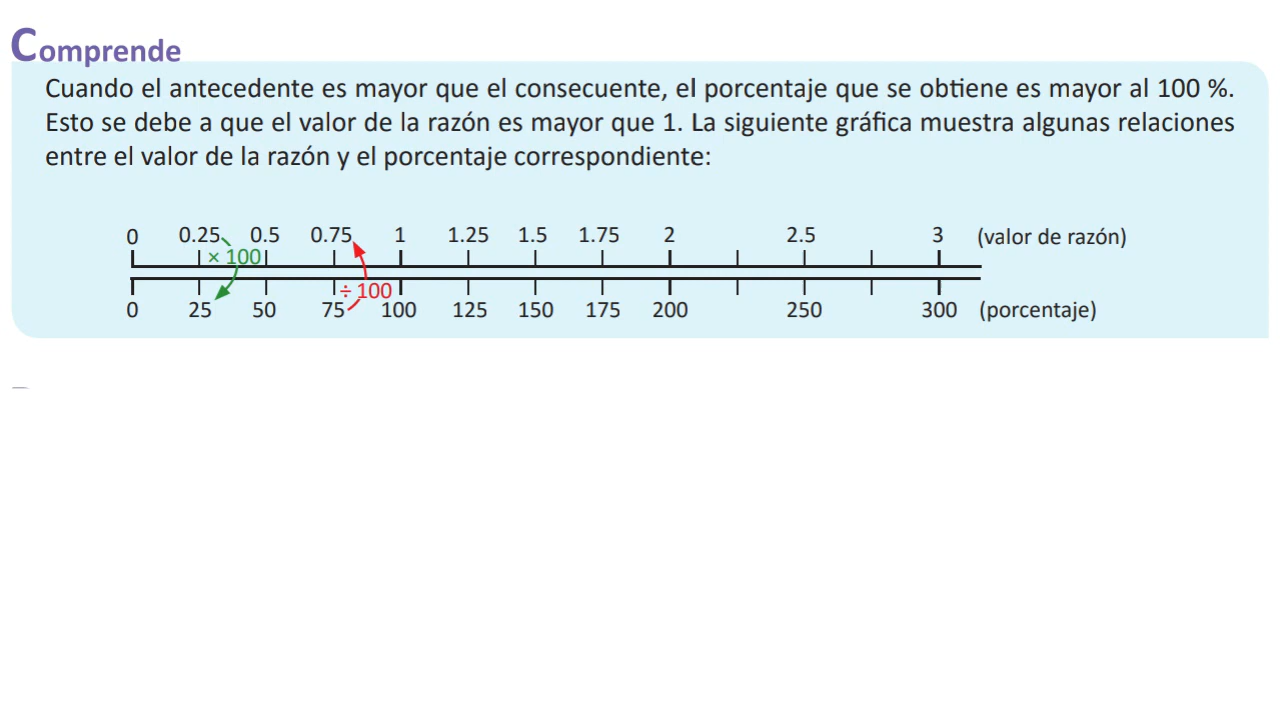 Comprende
Cuando el antecedente es mayor que el consecuente, el porcentaje que se obtiene es mayor al 100 %.
Esto se debe a que el valor de la razón es mayor que 1. La siguiente gráfica muestra algunas relaciones
entre el valor de la razón y el porcentaje correspondiente:
0 0.25 0.5 0.75 1 1.25 1.5 1.75 2 2.5 3 (valor de razón)
× 100
÷ 100
0 25 50 75 100 125 150 175 200 250 300 (porcentaje)